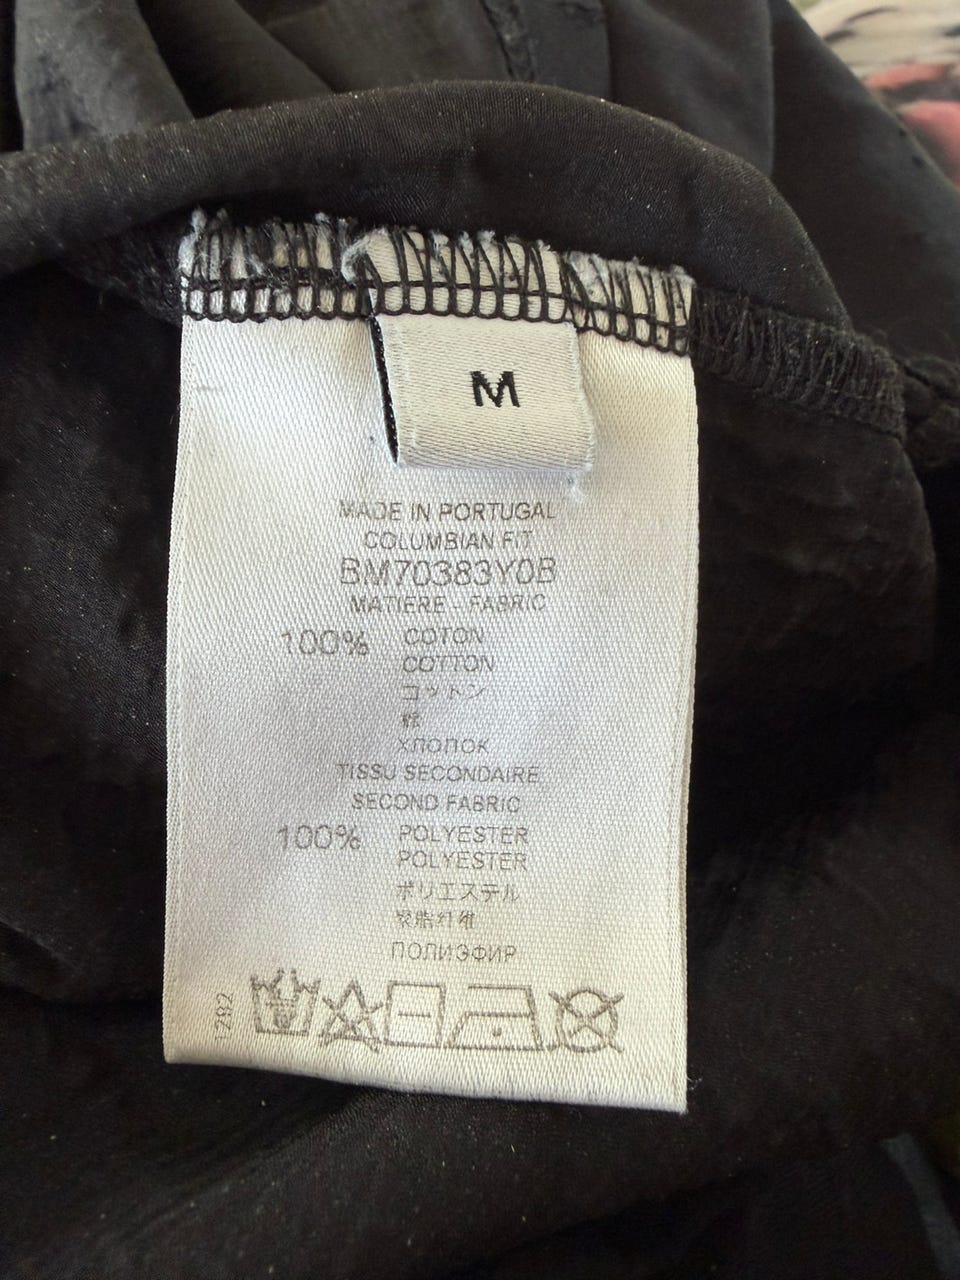 M
MADE IN PORTUGAL
COLUMBIAN FIT
BM70383Y0B
MATIERE - FABRIC
100% COTON
COTTON
コットン
棉
ХЛОПОК
TISSU SECONDAIRE
SECOND FABRIC
100% POLYESTER
POLYESTER
ポリエステル
聚脂纤维
ПОЛИЭФИР
1282